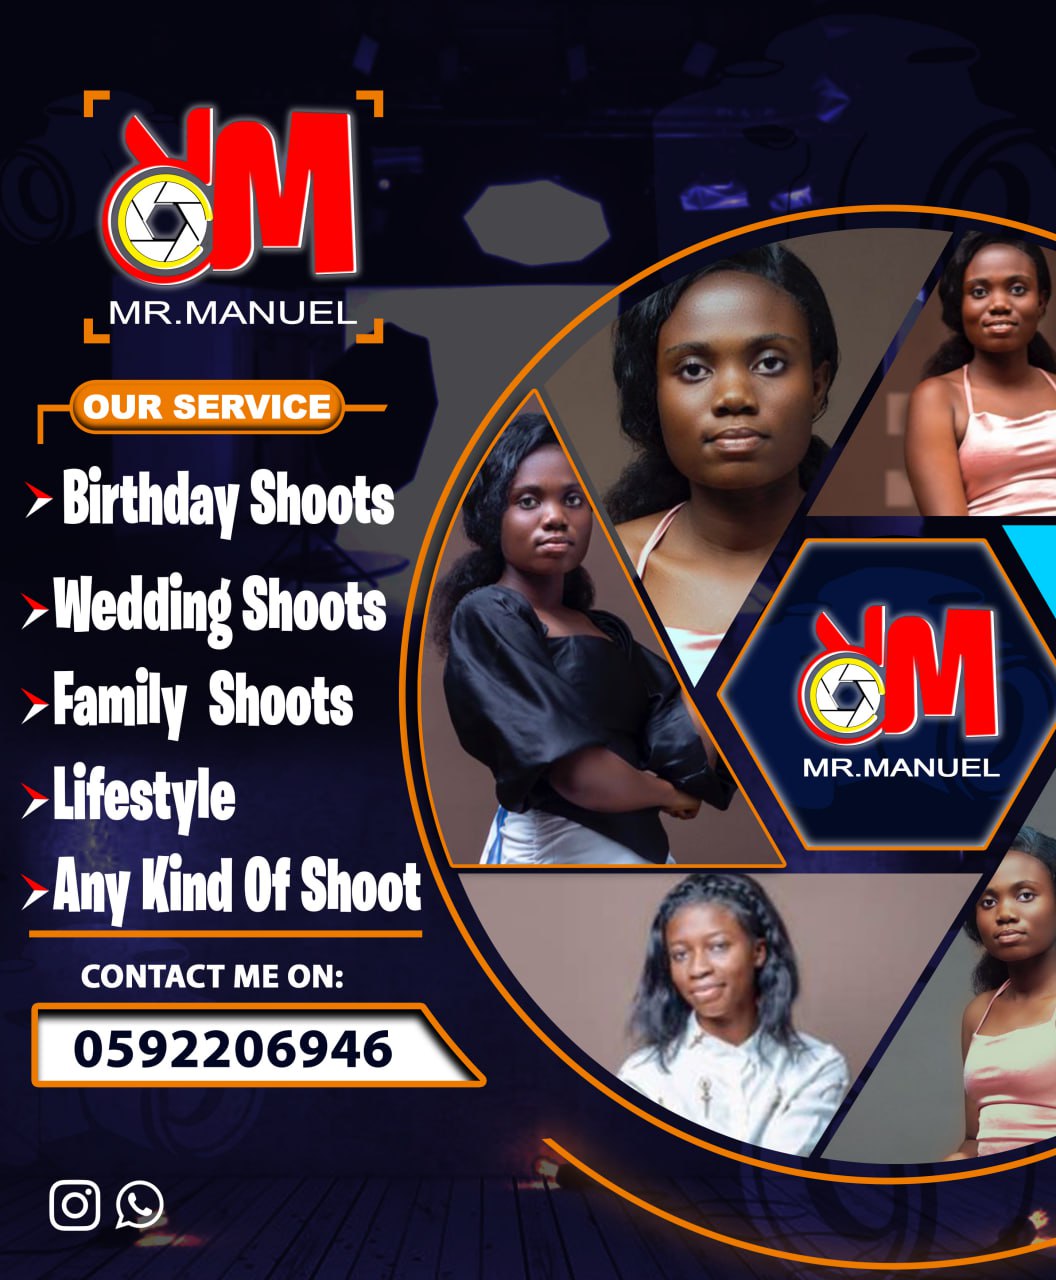 MR.MANUEL
OUR SERVICE
Birthday Shoots
Wedding Shoots
Family Shoots
Lifestyle
Any Kind Of Shoot
CONTACT ME ON:
0592206946
MR.MANUEL